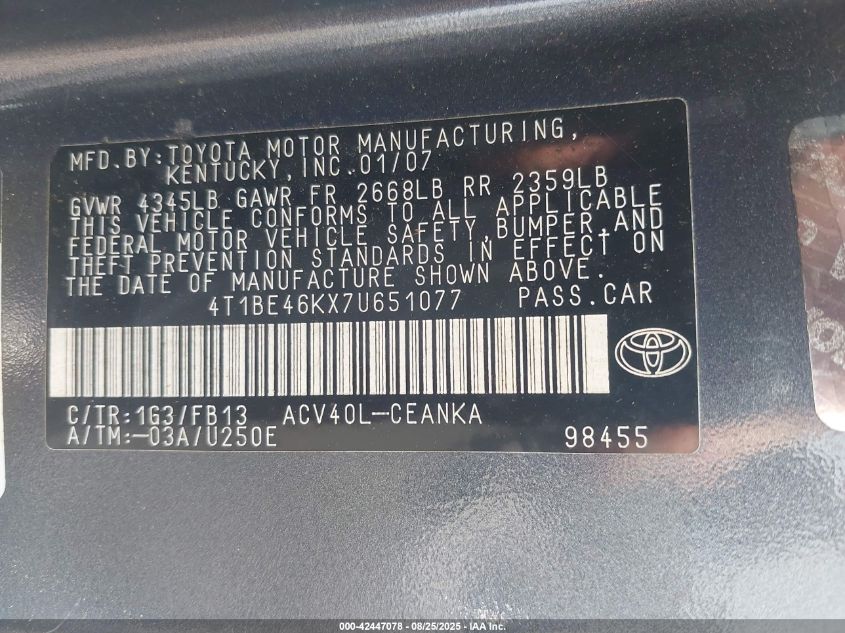 MFD.BY:TOYOTA MOTOR MANUFACTURING,
KENTUCKY,INC.01/07
GVWR 4345LB GAWR FR 2668LB RR 2359LB
THIS VEHICLE CONFORMS TO ALL APPLICABLE
FEDERAL MOTOR VEHICLE SAFETY,BUMPER,AND
THEFT PREVENTION STANDARDS IN EFFECT ON
THE DATE OF MANUFACTURE SHOWN ABOVE.
4T1BE46KX7U651077 PASS.CAR
C/TR:1G3/FB13 ACV40L-CEANKA
A/TM:-03A/U250E 98455
000-42447078 - 08/25/2025 - IAA Inc.